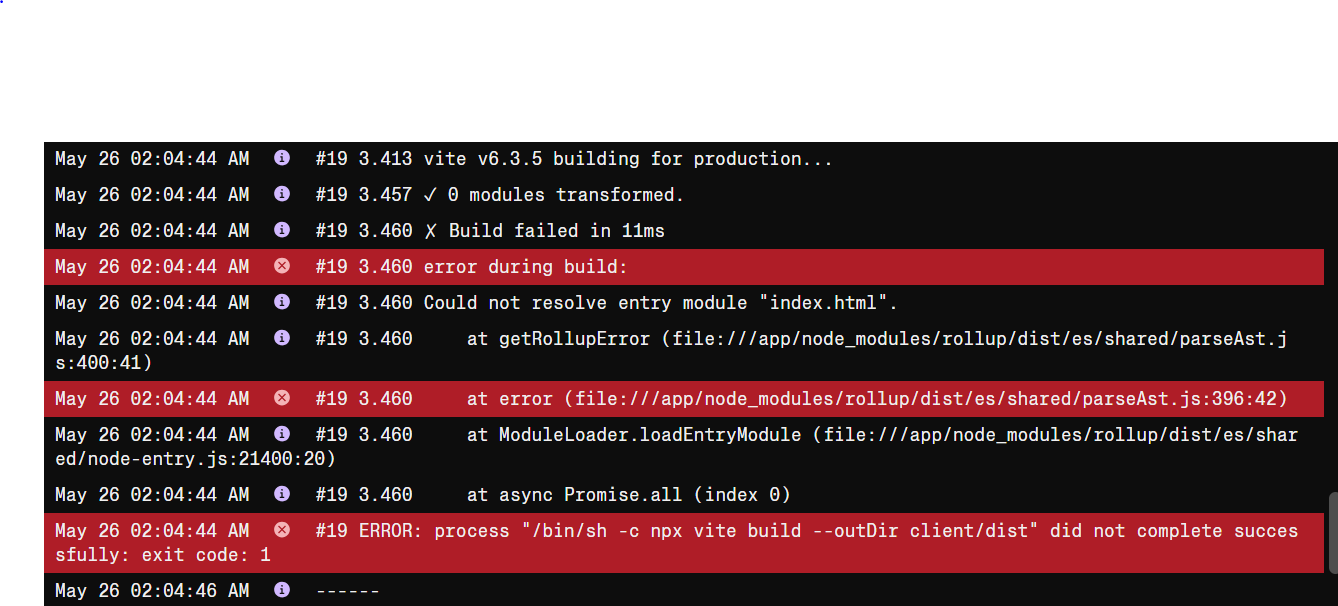 May 26 02:04:44 AM #19 3.413 vite v6.3.5 building for production...
May 26 02:04:44 AM #19 3.457 ✓ 0 modules transformed.
May 26 02:04:44 AM #19 3.460 ✗ Build failed in 11ms
May 26 02:04:44 AM #19 3.460 error during build:
May 26 02:04:44 AM #19 3.460 Could not resolve entry module "index.html".
May 26 02:04:44 AM #19 3.460     at getRollupError (file:///app/node_modules/rollup/dist/es/shared/parseAst.j
s:400:41)
May 26 02:04:44 AM #19 3.460     at error (file:///app/node_modules/rollup/dist/es/shared/parseAst.js:396:42)
May 26 02:04:44 AM #19 3.460     at ModuleLoader.loadEntryModule (file:///app/node_modules/rollup/dist/es/shar
ed/node-entry.js:21400:20)
May 26 02:04:44 AM #19 3.460     at async Promise.all (index 0)
May 26 02:04:44 AM #19 ERROR: process "/bin/sh -c npx vite build --outDir client/dist" did not complete succes
sfully: exit code: 1
May 26 02:04:46 AM ------